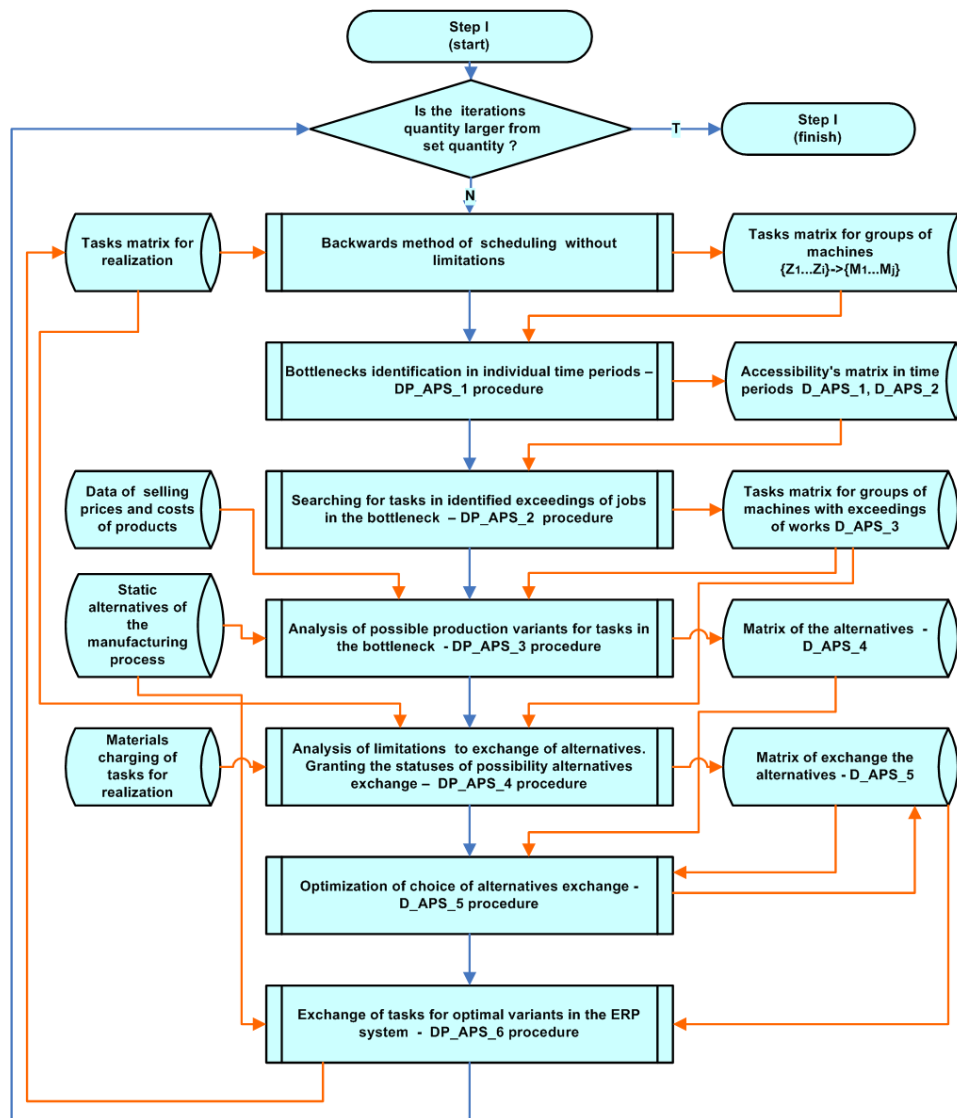 Step I
(start)
Is the iterations
quantity larger from
set quantity ?
T
Step I
(finish)
N
Tasks matrix for
realization
Backwards method of scheduling without
limitations
Tasks matrix for groups of
machines
{Z1...Zi}->{M1...Mj}
Bottlenecks identification in individual time periods –
DP_APS_1 procedure
Accessibility's matrix in time
periods D_APS_1, D_APS_2
Data of selling
prices and costs
of products
Searching for tasks in identified exceedings of jobs
in the bottleneck – DP_APS_2 procedure
Tasks matrix for groups of
machines with exceedings
of works D_APS_3
Static
alternatives of
the
manufacturing
process
Analysis of possible production variants for tasks in
the bottleneck - DP_APS_3 procedure
Matrix of the alternatives -
D_APS_4
Materials
charging of
tasks for
realization
Analysis of limitations to exchange of alternatives.
Granting the statuses of possibility alternatives
exchange – DP_APS_4 procedure
Matrix of exchange the
alternatives - D_APS_5
Optimization of choice of alternatives exchange -
D_APS_5 procedure
Exchange of tasks for optimal variants in the ERP
system - DP_APS_6 procedure